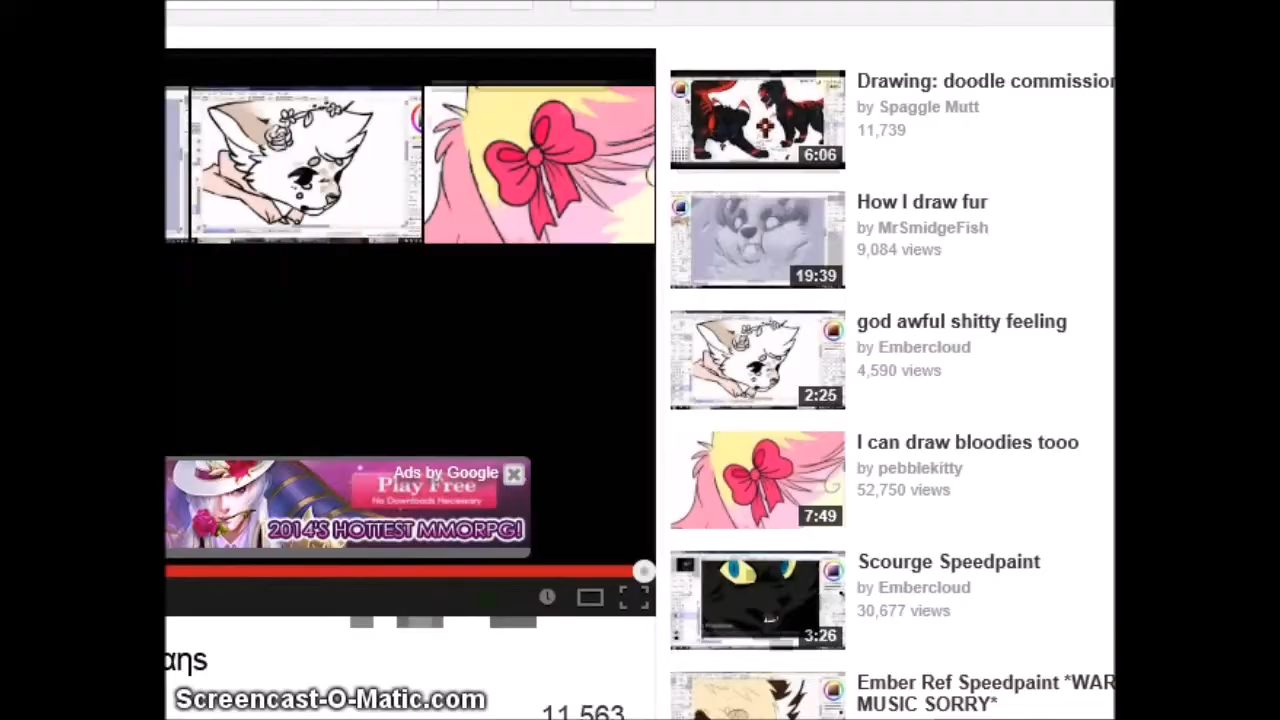 Ads by Google
Play Free
No Downloads Necessary
2014'S HOTTEST MMORPG!
αηs
Screencast-O-Matic.com
11,563
Drawing: doodle commission
by Spaggle Mutt
11,739
6:06
How I draw fur
by MrSmidgeFish
9,084 views
19:39
god awful shitty feeling
by Embercloud
4,590 views
2:25
I can draw bloodies tooo
by pebblekitty
52,750 views
7:49
Scourge Speedpaint
by Embercloud
30,677 views
3:26
Ember Ref Speedpaint *WAR
MUSIC SORRY*